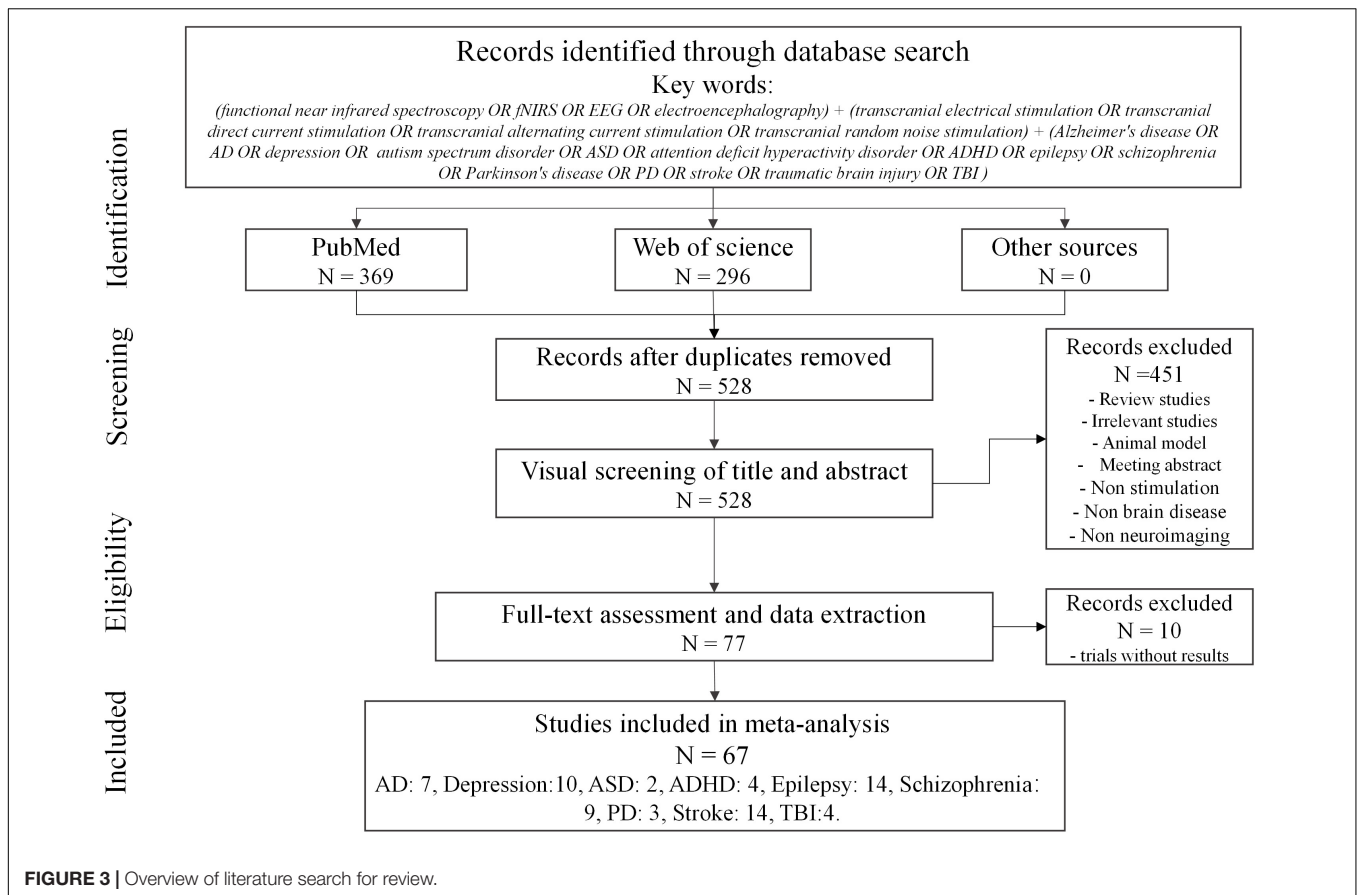 Records identified through database search
Key words:
(functional near infrared spectroscopy OR fNIRS OR EEG OR electroencephalography) + (transcranial electrical stimulation OR transcranial
direct current stimulation OR transcranial alternating current stimulation OR transcranial random noise stimulation) + (Alzheimer's disease OR
AD OR depression OR autism spectrum disorder OR ASD OR attention deficit hyperactivity disorder OR ADHD OR epilepsy OR schizophrenia
OR Parkinson's disease OR PD OR stroke OR traumatic brain injury OR TBI )
Identification
PubMed
N = 369
Web of science
N = 296
Other sources
N = 0
Screening
Records after duplicates removed
N = 528
Records excluded
N =451
- Review studies
- Irrelevant studies
- Animal model
- Meeting abstract
- Non stimulation
- Non brain disease
- Non neuroimaging
Visual screening of title and abstract
N = 528
Eligibility
Full-text assessment and data extraction
N = 77
Records excluded
N = 10
- trials without results
Included
Studies included in meta-analysis
N = 67
AD: 7, Depression:10, ASD: 2, ADHD: 4, Epilepsy: 14, Schizophrenia:
9, PD: 3, Stroke: 14, TBI:4.
FIGURE 3 | Overview of literature search for review.